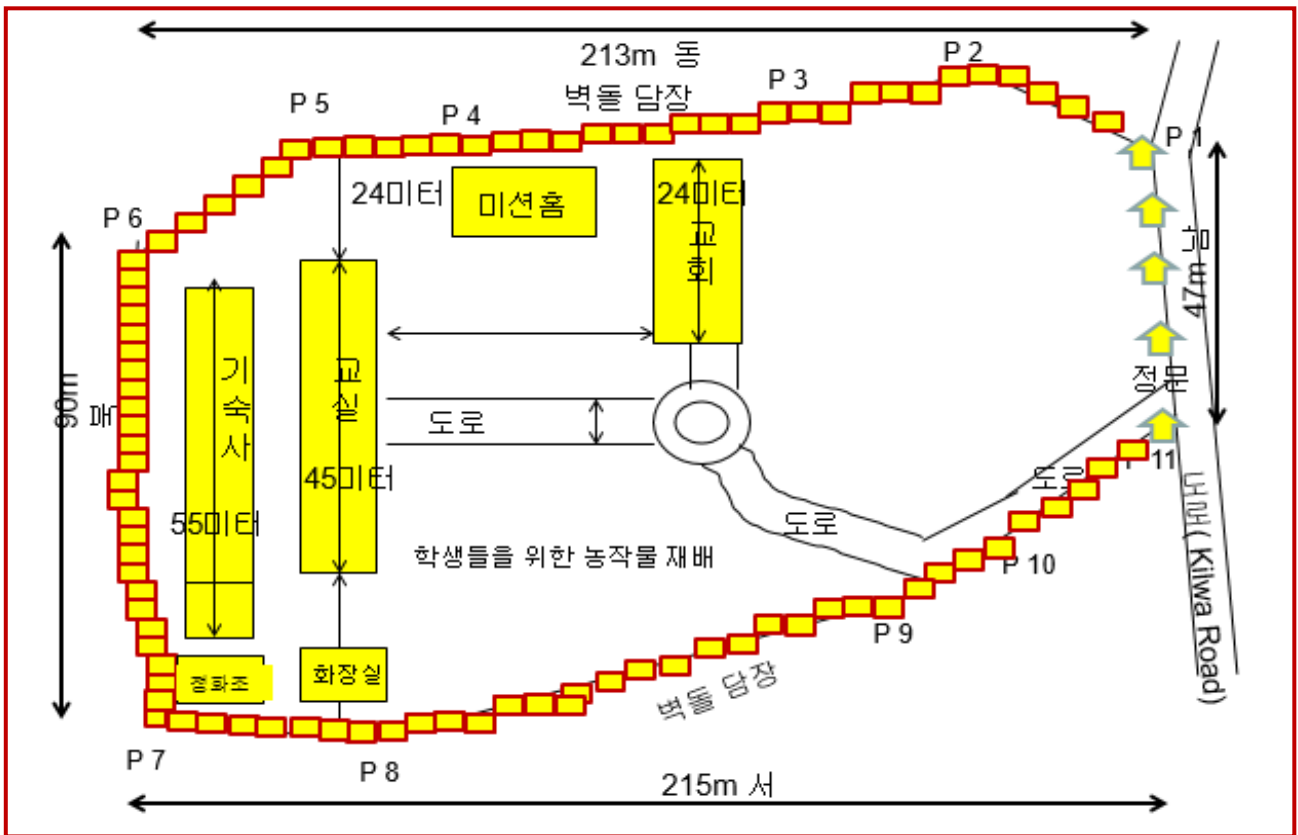 213m 동
벽돌 담장
P 2
P 3
P 5
P 4
P 1
24미터
미션홈
24미터
교회
P 6
47m
90m
기숙사
교실
정문
도로
45미터
55미터
11
도로
도로
(Kilwa Road)
학생들을 위한 농작물 재배
P 10
P 9
정화조
화장실
벽돌 담장
P 7
P 8
215m 서